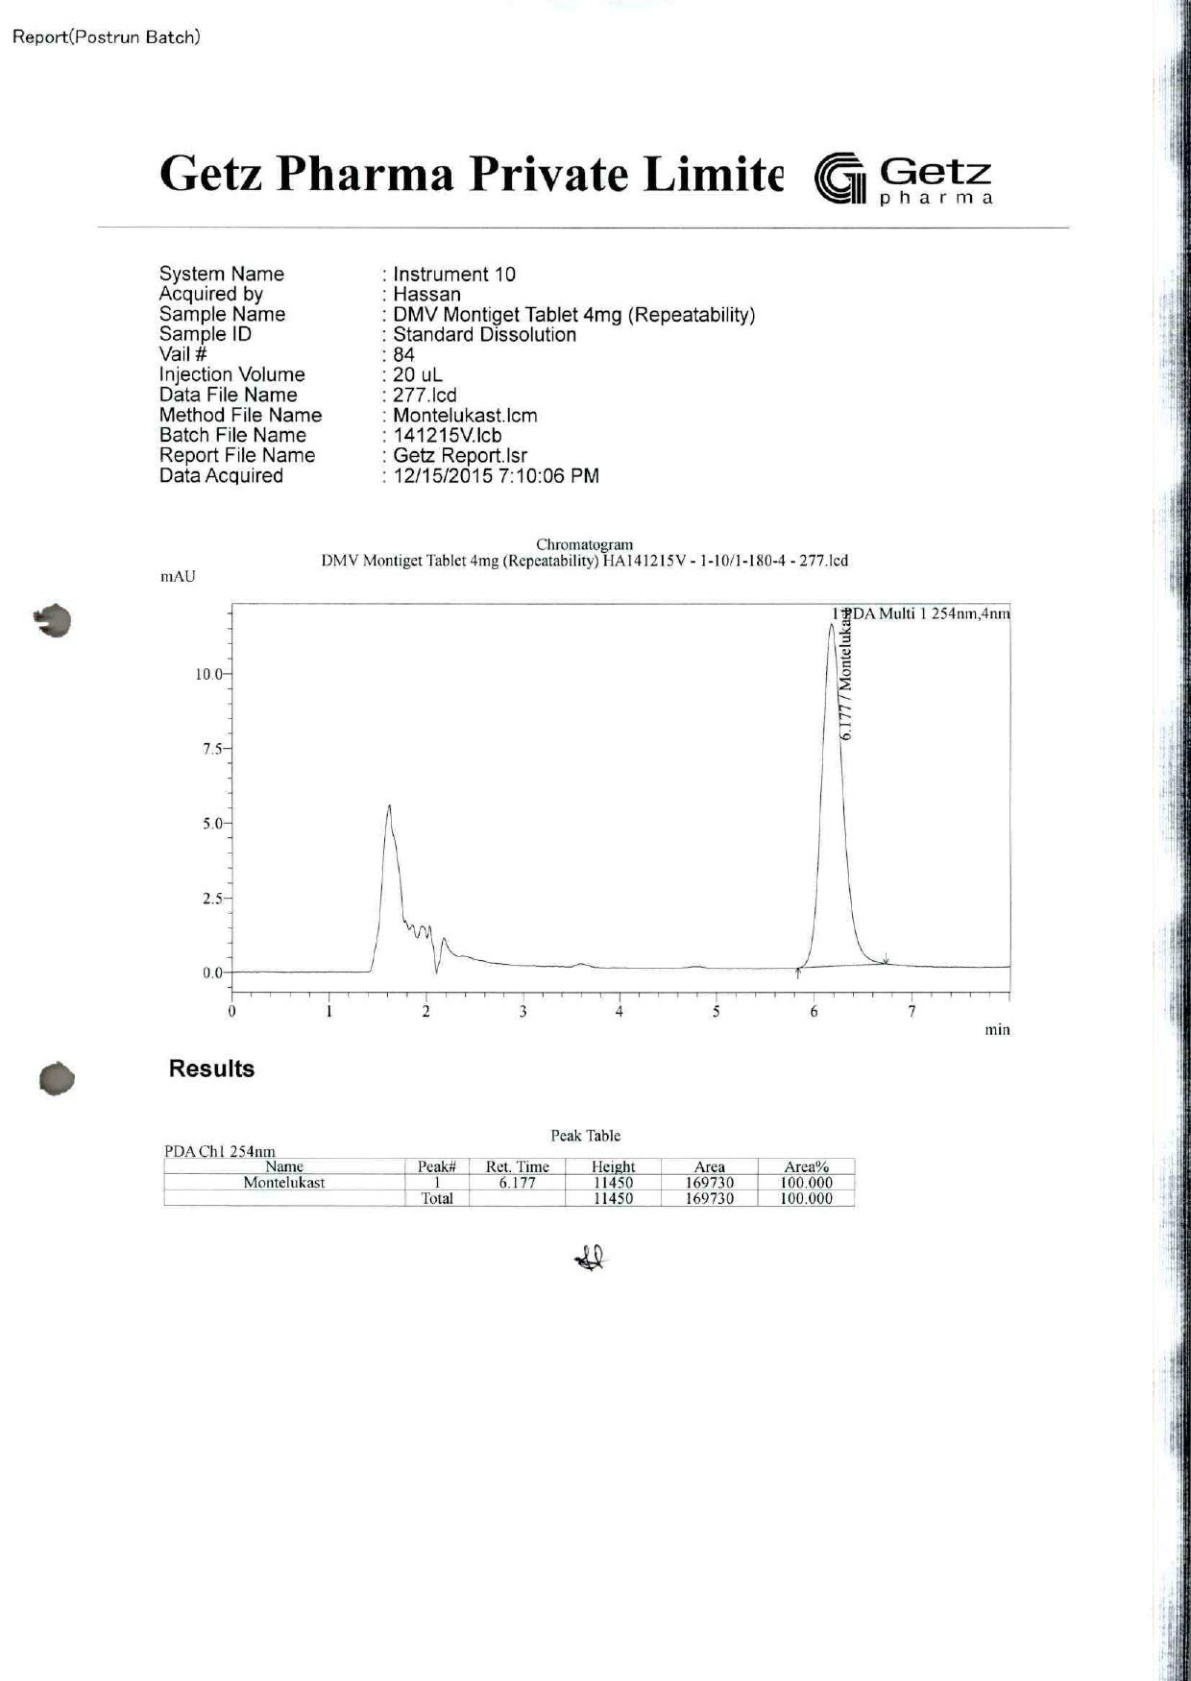 Report(Postrun Batch)
Getz Pharma Private Limite
Getz
pharma
System Name : Instrument 10
Acquired by : Hassan
Sample Name : DMV Montiget Tablet 4mg (Repeatability)
Sample ID : Standard Dissolution
Vail # : 84
Injection Volume : 20 uL
Data File Name : 277.lcd
Method File Name : Montelukast.lcm
Batch File Name : 141215V.lcb
Report File Name : Getz Report.lsr
Data Acquired : 12/15/2015 7:10:06 PM
Chromatogram
DMV Montiget Tablet 4mg (Repeatability) HA141215V - 1-10/1-180-4 - 277.lcd
mAU
1 PDA Multi 1 254nm,4nm
6.177 / Montelukast
10.0
7.5
5.0
2.5
0.0
0 1 2 3 4 5 6 7
min
Results
Peak Table
PDA Ch1 254nm
Name Peak# Ret. Time Height Area Area%
Montelukast 1 6.177 11450 169730 100.000
Total 11450 169730 100.000